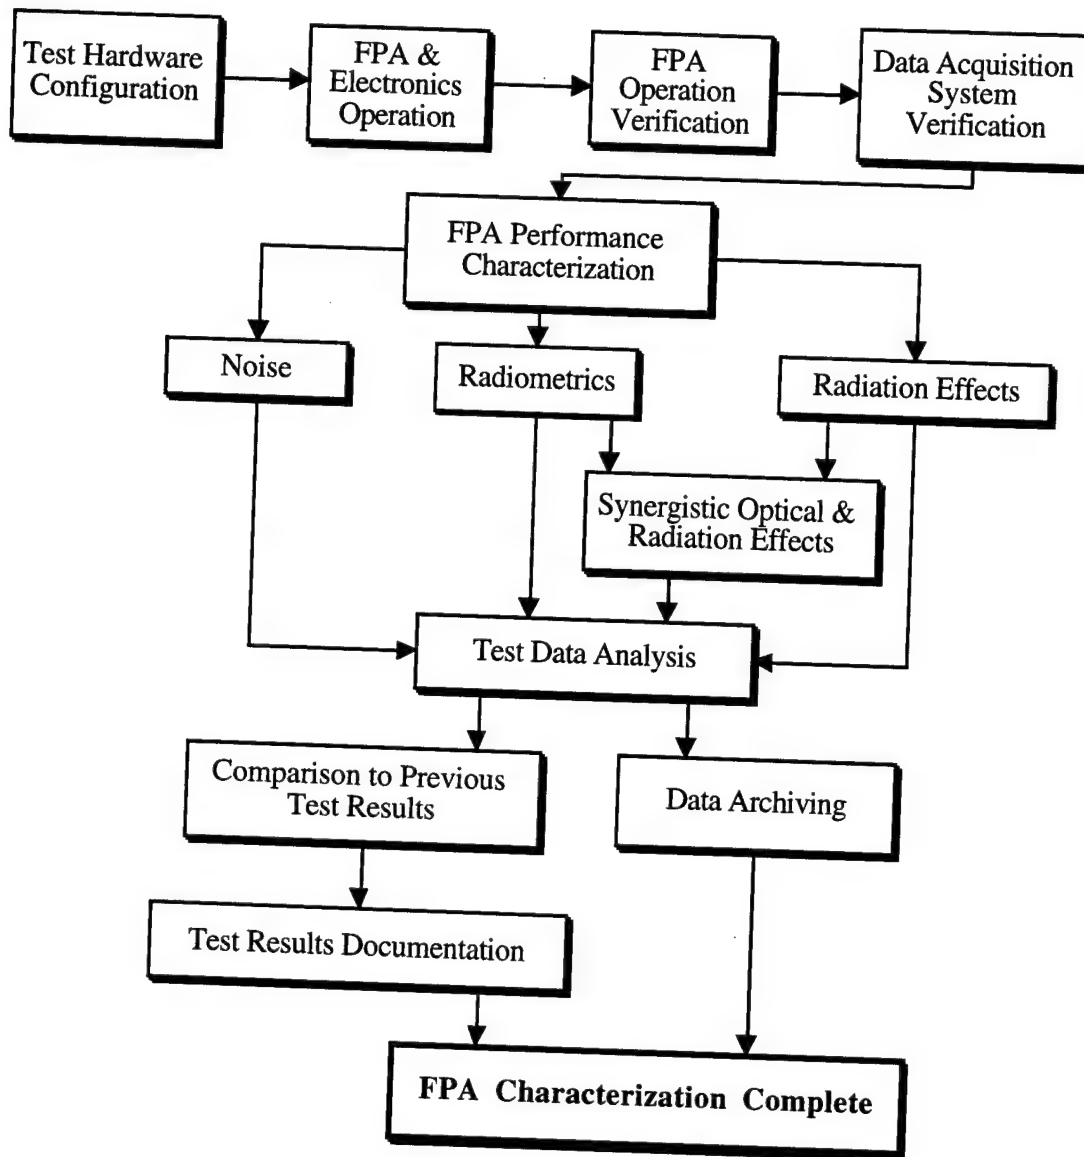 Test Hardware
Configuration
FPA &
Electronics
Operation
FPA
Operation
Verification
Data Acquisition
System
Verification
FPA Performance
Characterization
Noise
Radiometrics
Radiation Effects
Synergistic Optical &
Radiation Effects
Test Data Analysis
Comparison to Previous
Test Results
Data Archiving
Test Results Documentation
FPA Characterization Complete